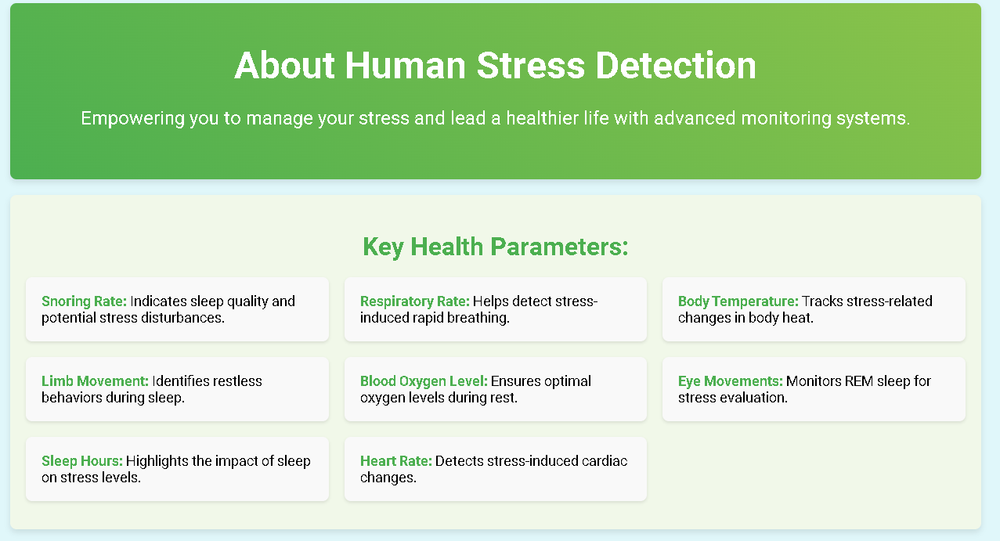 About Human Stress Detection
Empowering you to manage your stress and lead a healthier life with advanced monitoring systems.
Key Health Parameters:
Snoring Rate: Indicates sleep quality and
potential stress disturbances.
Respiratory Rate: Helps detect stress-
induced rapid breathing.
Body Temperature: Tracks stress-related
changes in body heat.
Limb Movement: Identifies restless
behaviors during sleep.
Blood Oxygen Level: Ensures optimal
oxygen levels during rest.
Eye Movements: Monitors REM sleep for
stress evaluation.
Sleep Hours: Highlights the impact of sleep
on stress levels.
Heart Rate: Detects stress-induced cardiac
changes.